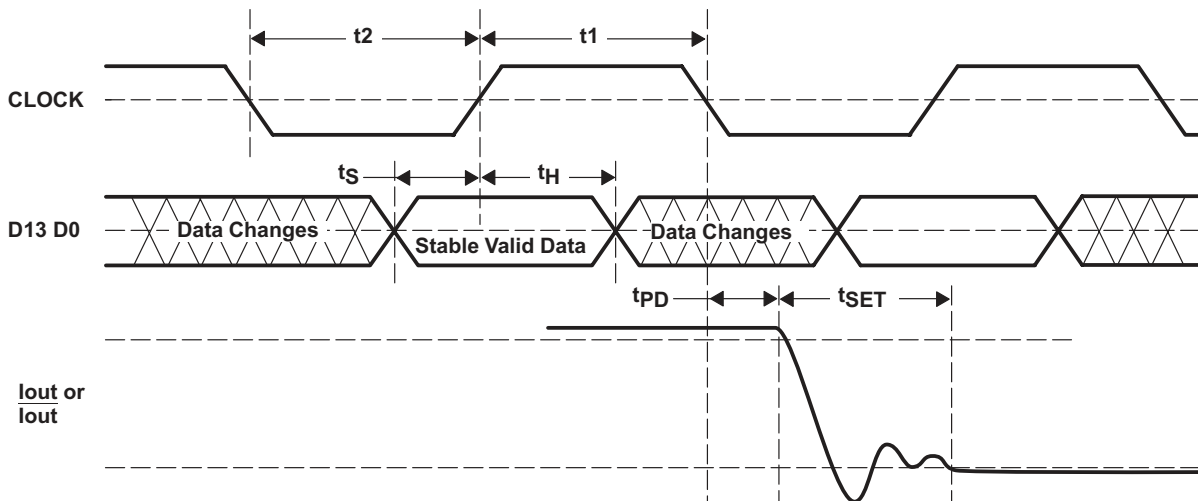 t2
t1
CLOCK
tS
tH
D13 D0
Data Changes
Stable Valid Data
Data Changes
tPD
tSET
Iout or
Iout